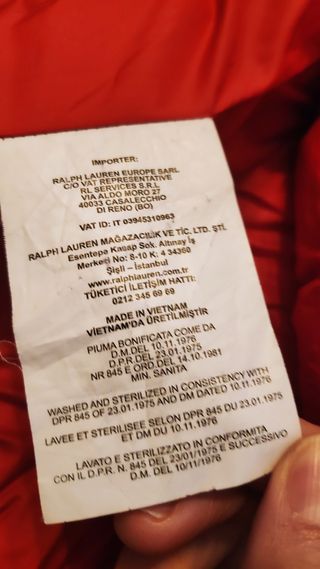 IMPORTER:
RALPH LAUREN EUROPE SARL
C/O VAT REPRESENTATIVE
RL SERVICES S.R.L
VIA ALDO MORO 27
40033 CASALECCHIO
DI RENO (BO)
VAT ID: IT 03945310963
RALPH LAUREN MAĞAZACILIK VE TİC. LTD. ŞTİ.
Esentepe Kasap Sok. Altınay İş
Merkezi No: 8-10 K: 4 34360
Şişli – İstanbul
www.ralphlauren.com.tr
TÜKETİCİ İLETİŞİM HATTI:
0212 345 69 69
MADE IN VIETNAM
VİETNAM'DA ÜRETİLMİŞTİR
PIUMA BONIFICATA COME DA
D.M. DEL 10.11.1976
D.P.R. DEL 23.01.1975
NR 845 E ORD. DEL 14.10.1981
MIN. SANITA
WASHED AND STERILIZED IN CONSISTENCY WITH
DPR 845 OF 23.01.1975 AND DM DATED 10.11.1976
LAVEE ET STERILISEE SELON DPR 845 DU 23.01.1975
ET DM DU 10.11.1976
LAVATO E STERILIZZATO IN CONFORMITA
CON IL D.P.R. N. 845 DEL 23/01/1975 E SUCCESSIVO
D.M. DEL 10/11/1976